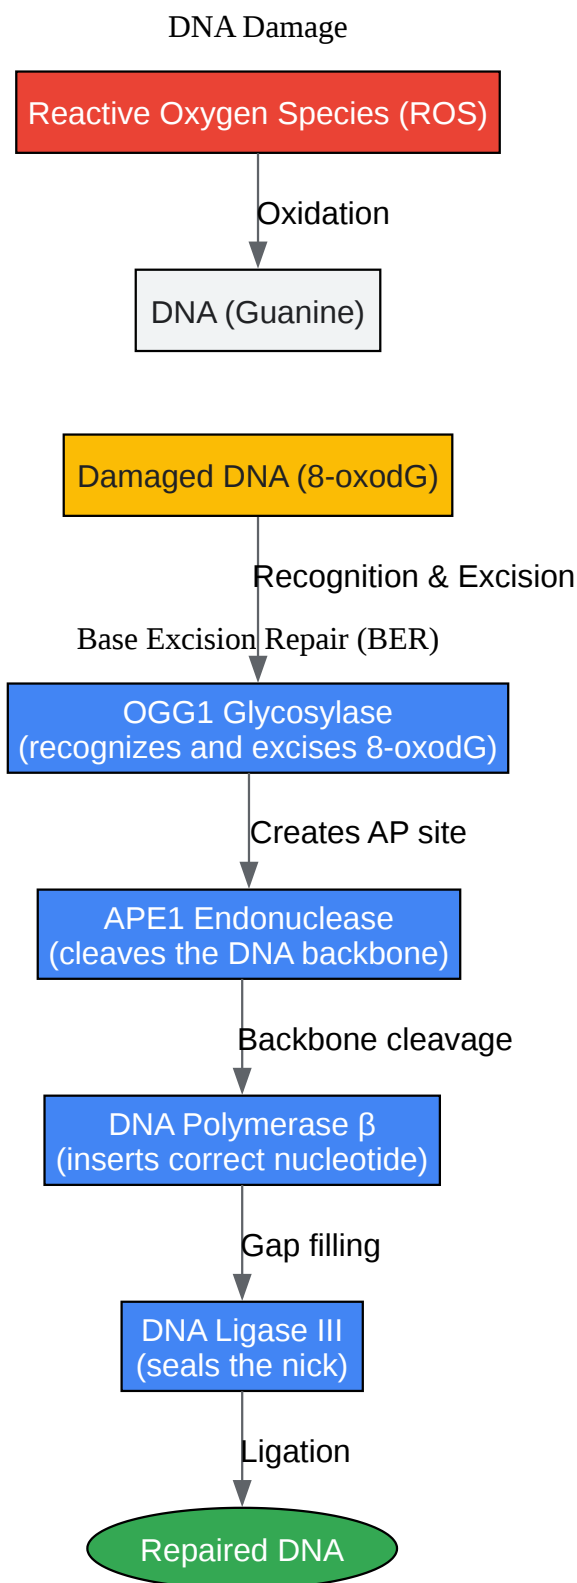 DNA Damage
Reactive Oxygen Species (ROS)
Oxidation
DNA (Guanine)
Damaged DNA (8-oxodG)
Recognition & Excision
Base Excision Repair (BER)
OGG1 Glycosylase
(recognizes and excises 8-oxodG)
Creates AP site
APE1 Endonuclease
(cleaves the DNA backbone)
Backbone cleavage
DNA Polymerase β
(inserts correct nucleotide)
Gap filling
DNA Ligase III
(seals the nick)
Ligation
Repaired DNA